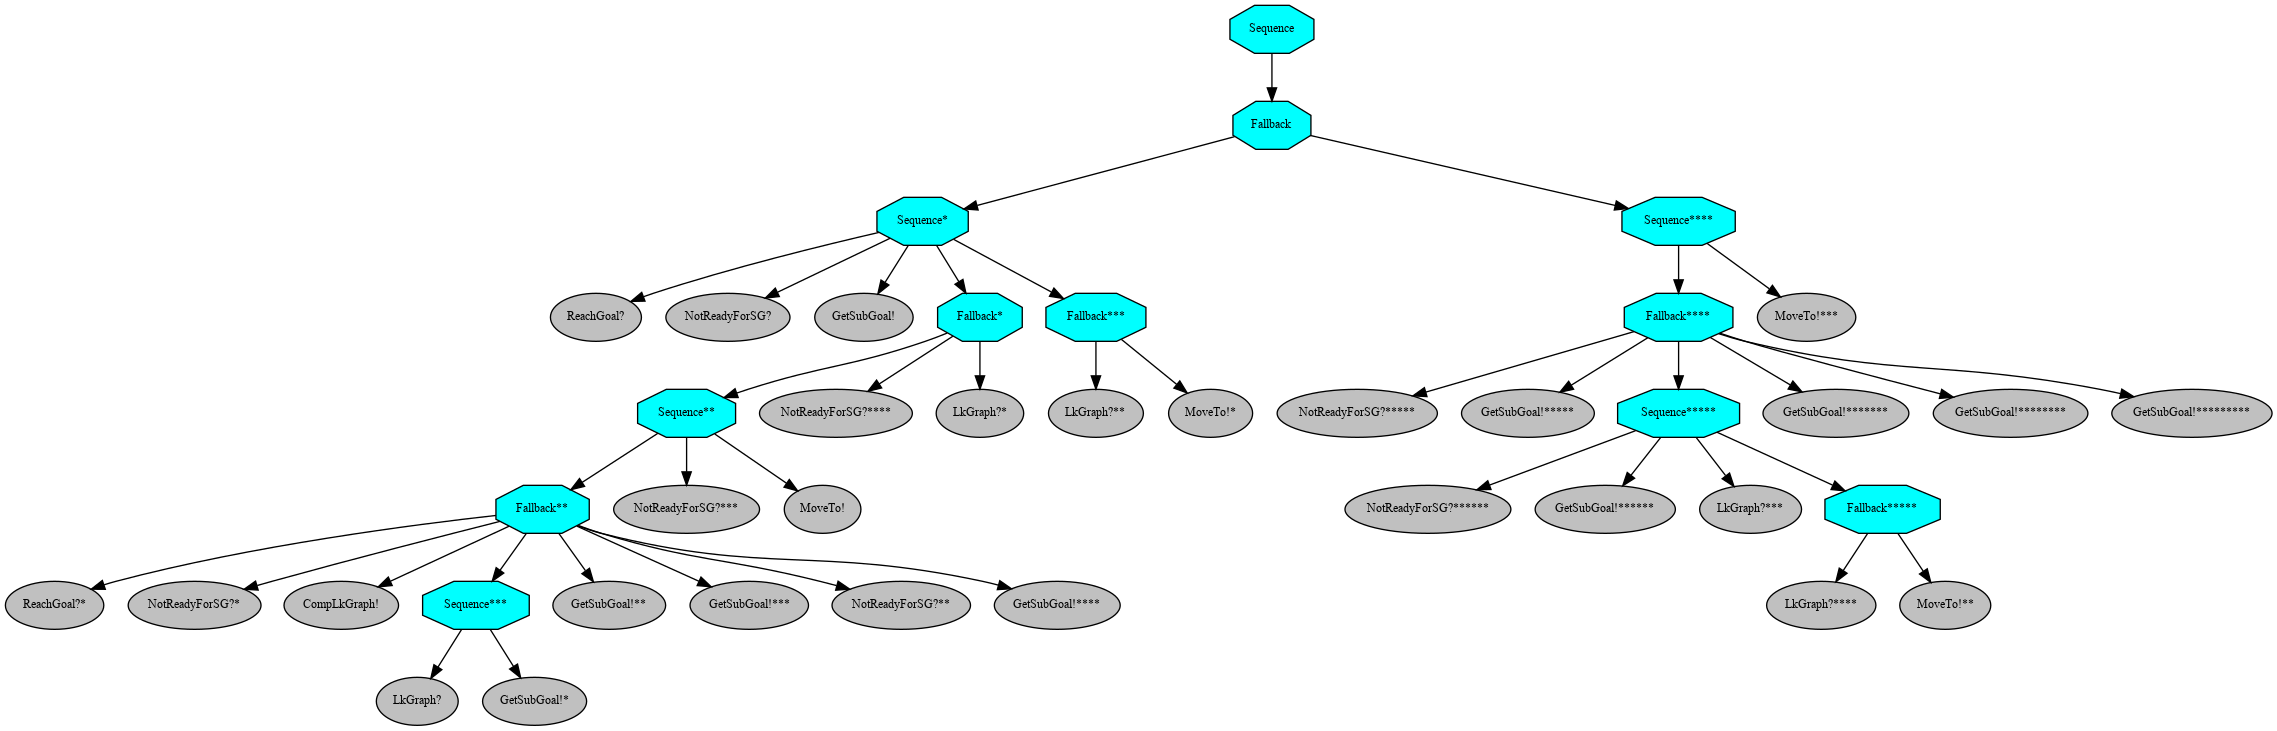 Sequence
Fallback
Sequence*
Sequence****
ReachGoal?
NotReadyForSG?
GetSubGoal!
Fallback*
Fallback***
Fallback****
MoveTo!***
Sequence**
NotReadyForSG?****
LkGraph?*
LkGraph?**
MoveTo!*
NotReadyForSG?*****
GetSubGoal!*****
Sequence*****
GetSubGoal!*******
GetSubGoal!********
GetSubGoal!*********
Fallback**
NotReadyForSG?***
MoveTo!
NotReadyForSG?******
GetSubGoal!******
LkGraph?***
Fallback*****
ReachGoal?*
NotReadyForSG?*
CompLkGraph!
Sequence***
GetSubGoal!**
GetSubGoal!***
NotReadyForSG?**
GetSubGoal!****
LkGraph?****
MoveTo!**
LkGraph?
GetSubGoal!*